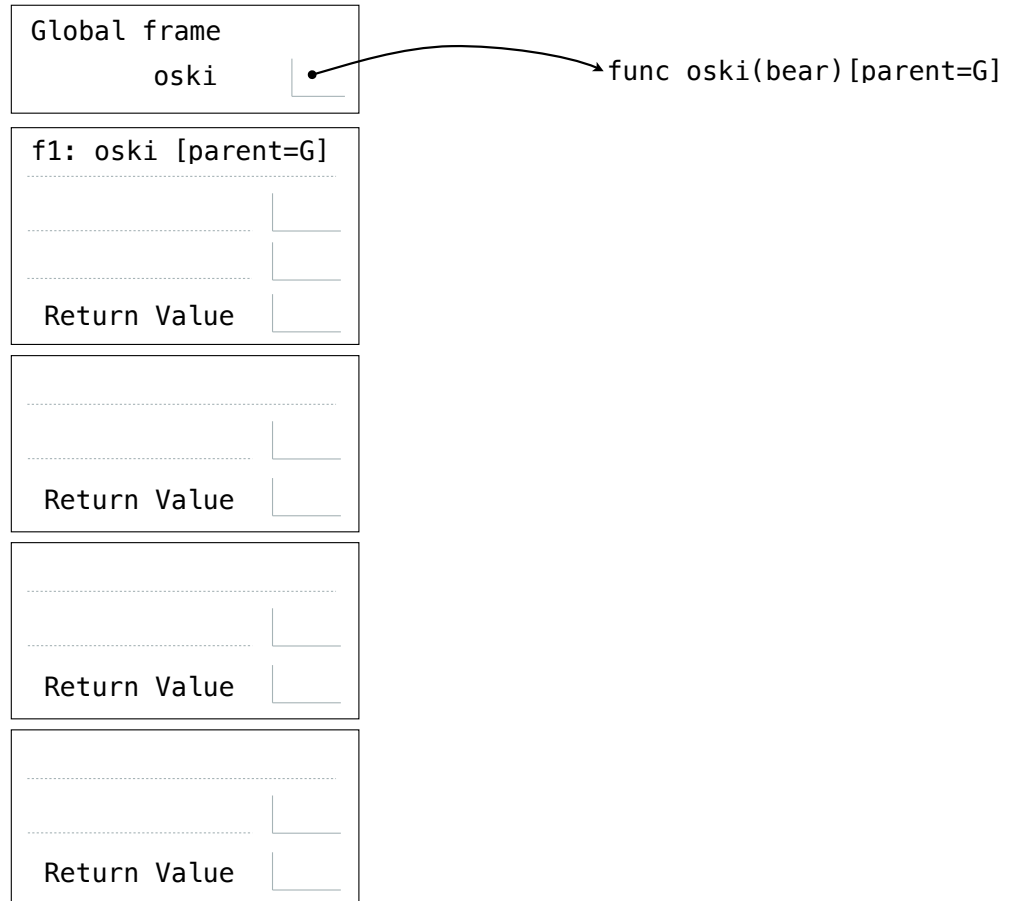 Global frame
oski
func oski(bear)[parent=G]
f1: oski [parent=G]
Return Value
Return Value
Return Value
Return Value